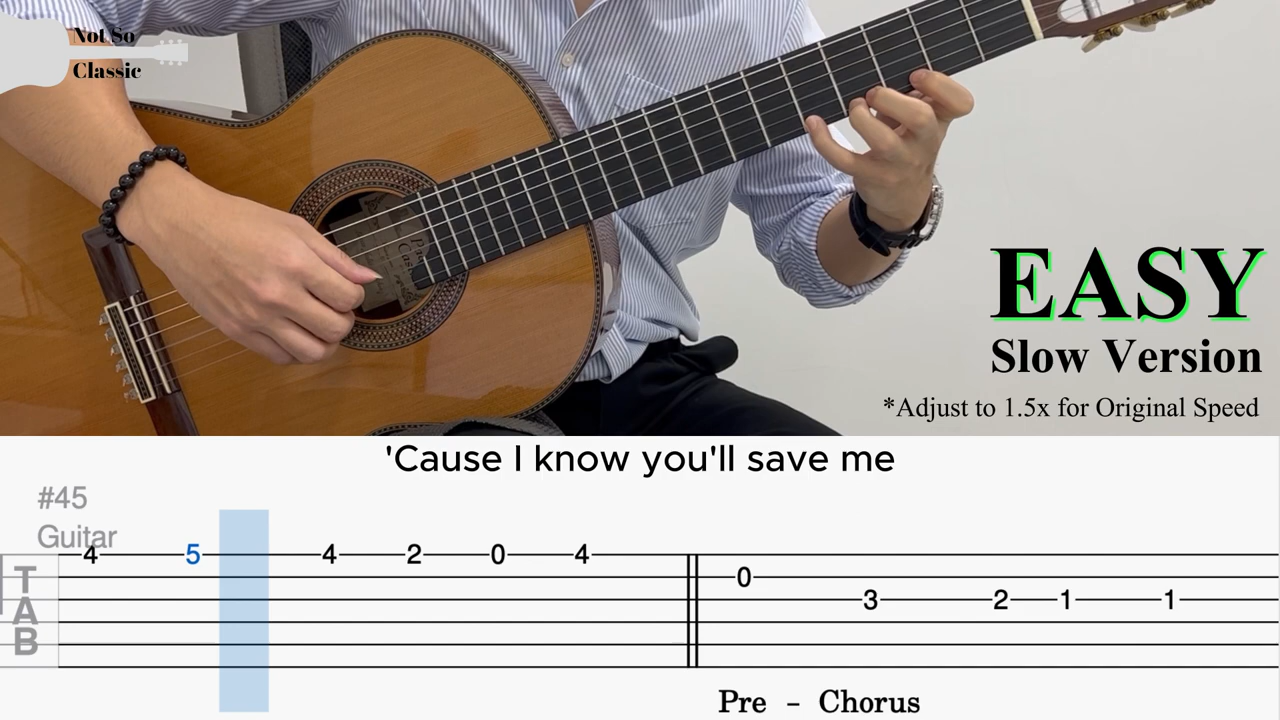 Not So
Classic
EASY
Slow Version
*Adjust to 1.5x for Original Speed
'Cause I know you'll save me
#45
Guitar
T
A
B
4 5 4 2 0 4
0
3 2 1 1
Pre - Chorus